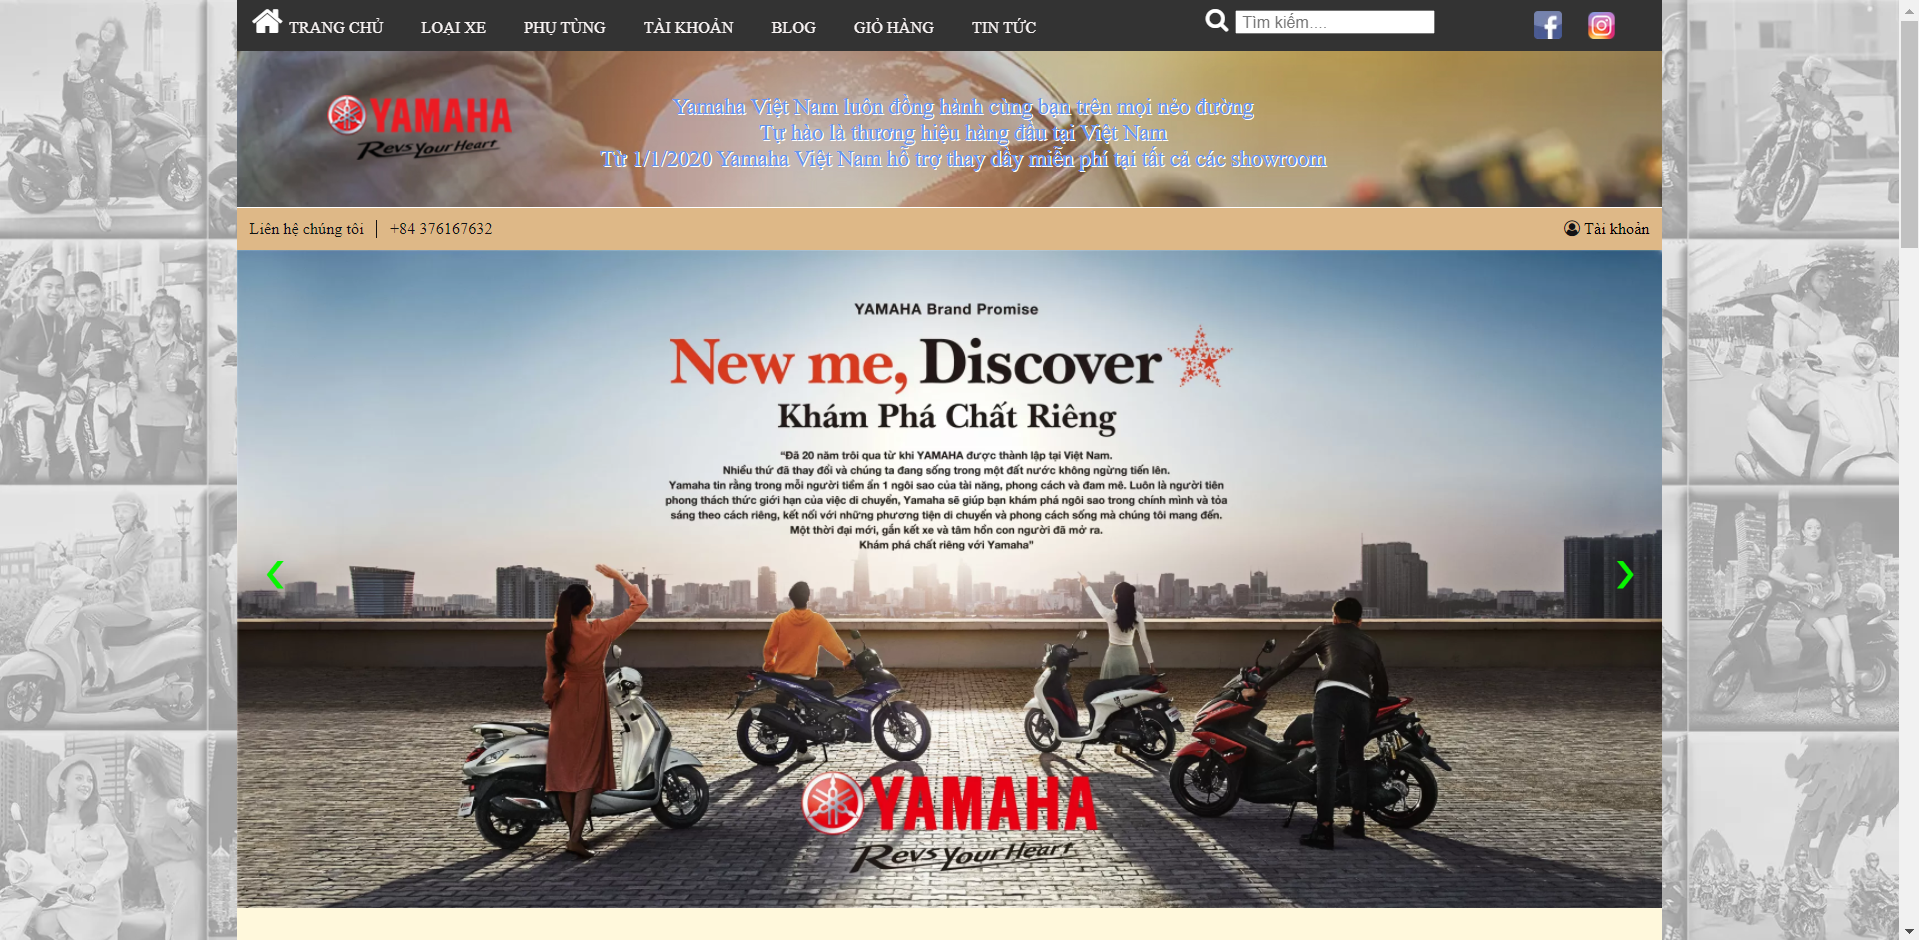 TRANG CHỦ LOẠI XE PHỤ TÙNG TÀI KHOẢN BLOG GIỎ HÀNG TIN TỨC Tìm kiếm....
YAMAHA
Revs Your Heart
Yamaha Việt Nam luôn đồng hành cùng bạn trên mọi nẻo đường
Tự hào là thương hiệu hàng đầu tại Việt Nam
Từ 1/1/2020 Yamaha Việt Nam hỗ trợ thay dây miễn phí tại tất cả các showroom
Liên hệ chúng tôi | +84 376167632 Tài khoản
YAMAHA Brand Promise
New me, Discover
Khám Phá Chất Riêng
“Đã 20 năm trôi qua từ khi YAMAHA được thành lập tại Việt Nam.
Nhiều thứ đã thay đổi và chúng ta đang sống trong một đất nước không ngừng tiến lên.
Yamaha tin rằng trong mỗi người tiềm ẩn 1 ngôi sao của tài năng, phong cách và đam mê. Luôn là người tiên
phong thách thức giới hạn của việc di chuyển, Yamaha sẽ giúp bạn khám phá ngôi sao trong chính mình và tỏa
sáng theo cách riêng, kết nối với những phương tiện di chuyển và phong cách sống mà chúng tôi mang đến.
Một thời đại mới, gắn kết xe và tâm hồn con người đã mở ra.
Khám phá chất riêng với Yamaha”
YAMAHA
Revs Your Heart